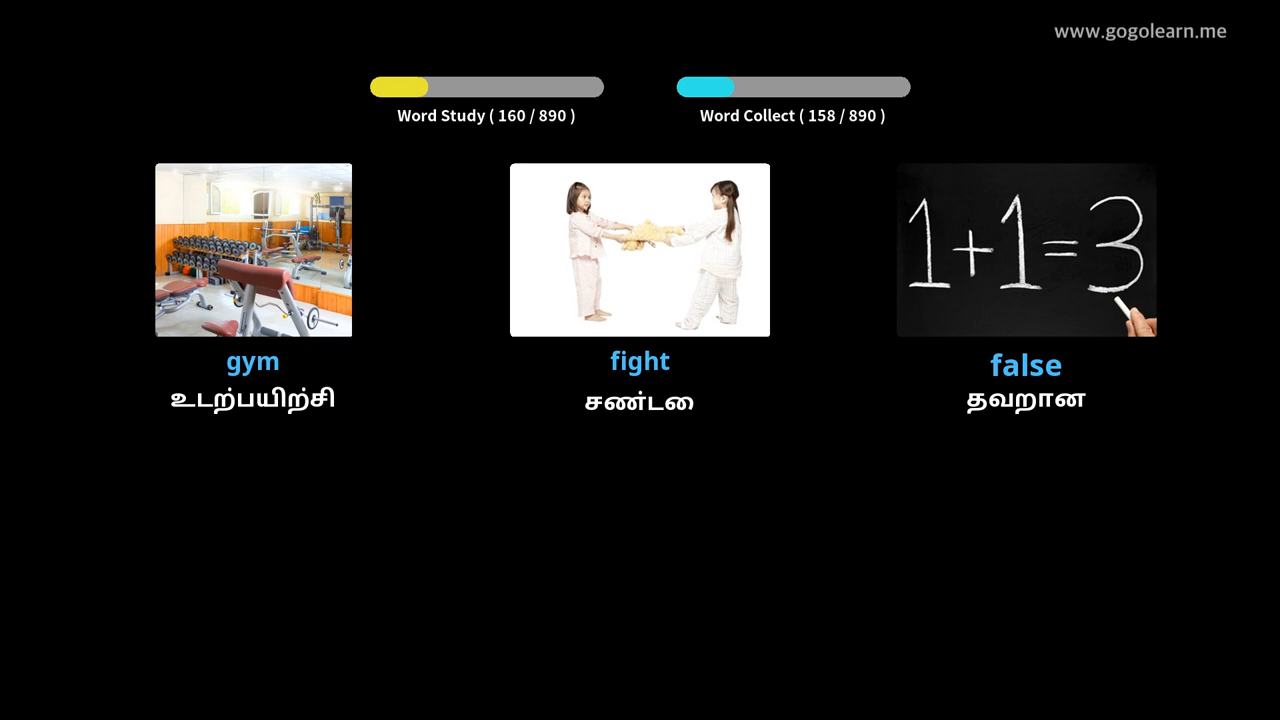 www.gogolearn.me
Word Study ( 160 / 890 )
Word Collect ( 158 / 890 )
1+1=3
gym
fight
false
உடற்பயிற்சி
சண்டை
தவறான